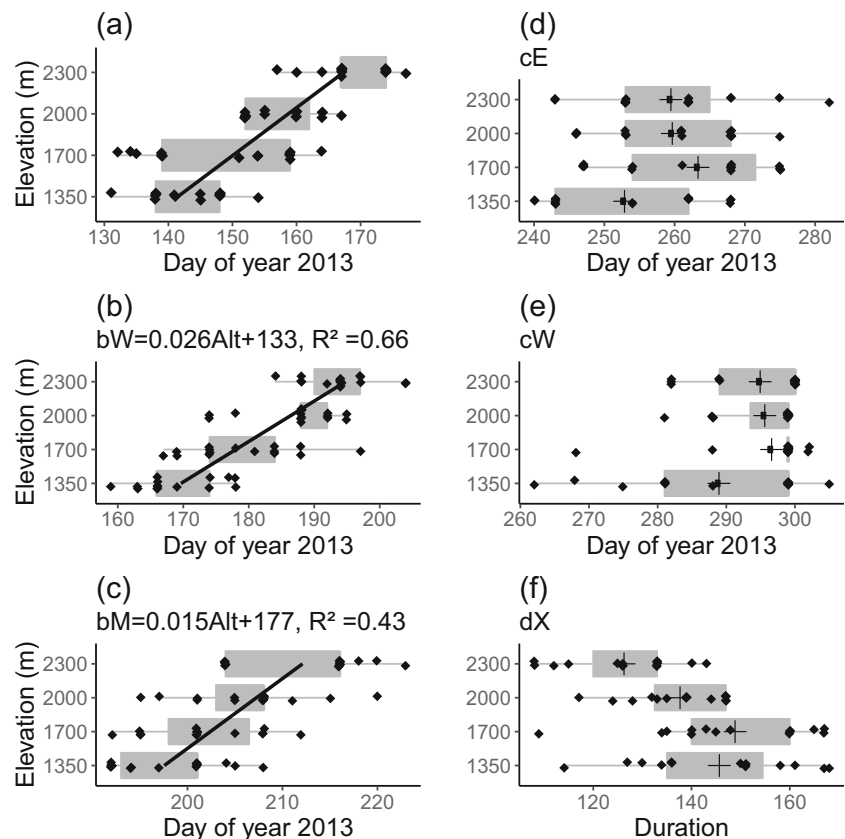 (a)
Elevation (m)
2300
2000
1700
1350
130 140 150 160 170
Day of year 2013
(b)
bW=0.026Alt+133, R² =0.66
Elevation (m)
2300
2000
1700
1350
160 170 180 190 200
Day of year 2013
(c)
bM=0.015Alt+177, R² =0.43
Elevation (m)
2300
2000
1700
1350
200 210 220
Day of year 2013
(d)
cE
2300
2000
1700
1350
240 250 260 270 280
Day of year 2013
(e)
cW
2300
2000
1700
1350
260 270 280 290 300
Day of year 2013
(f)
dX
2300
2000
1700
1350
120 140 160
Duration